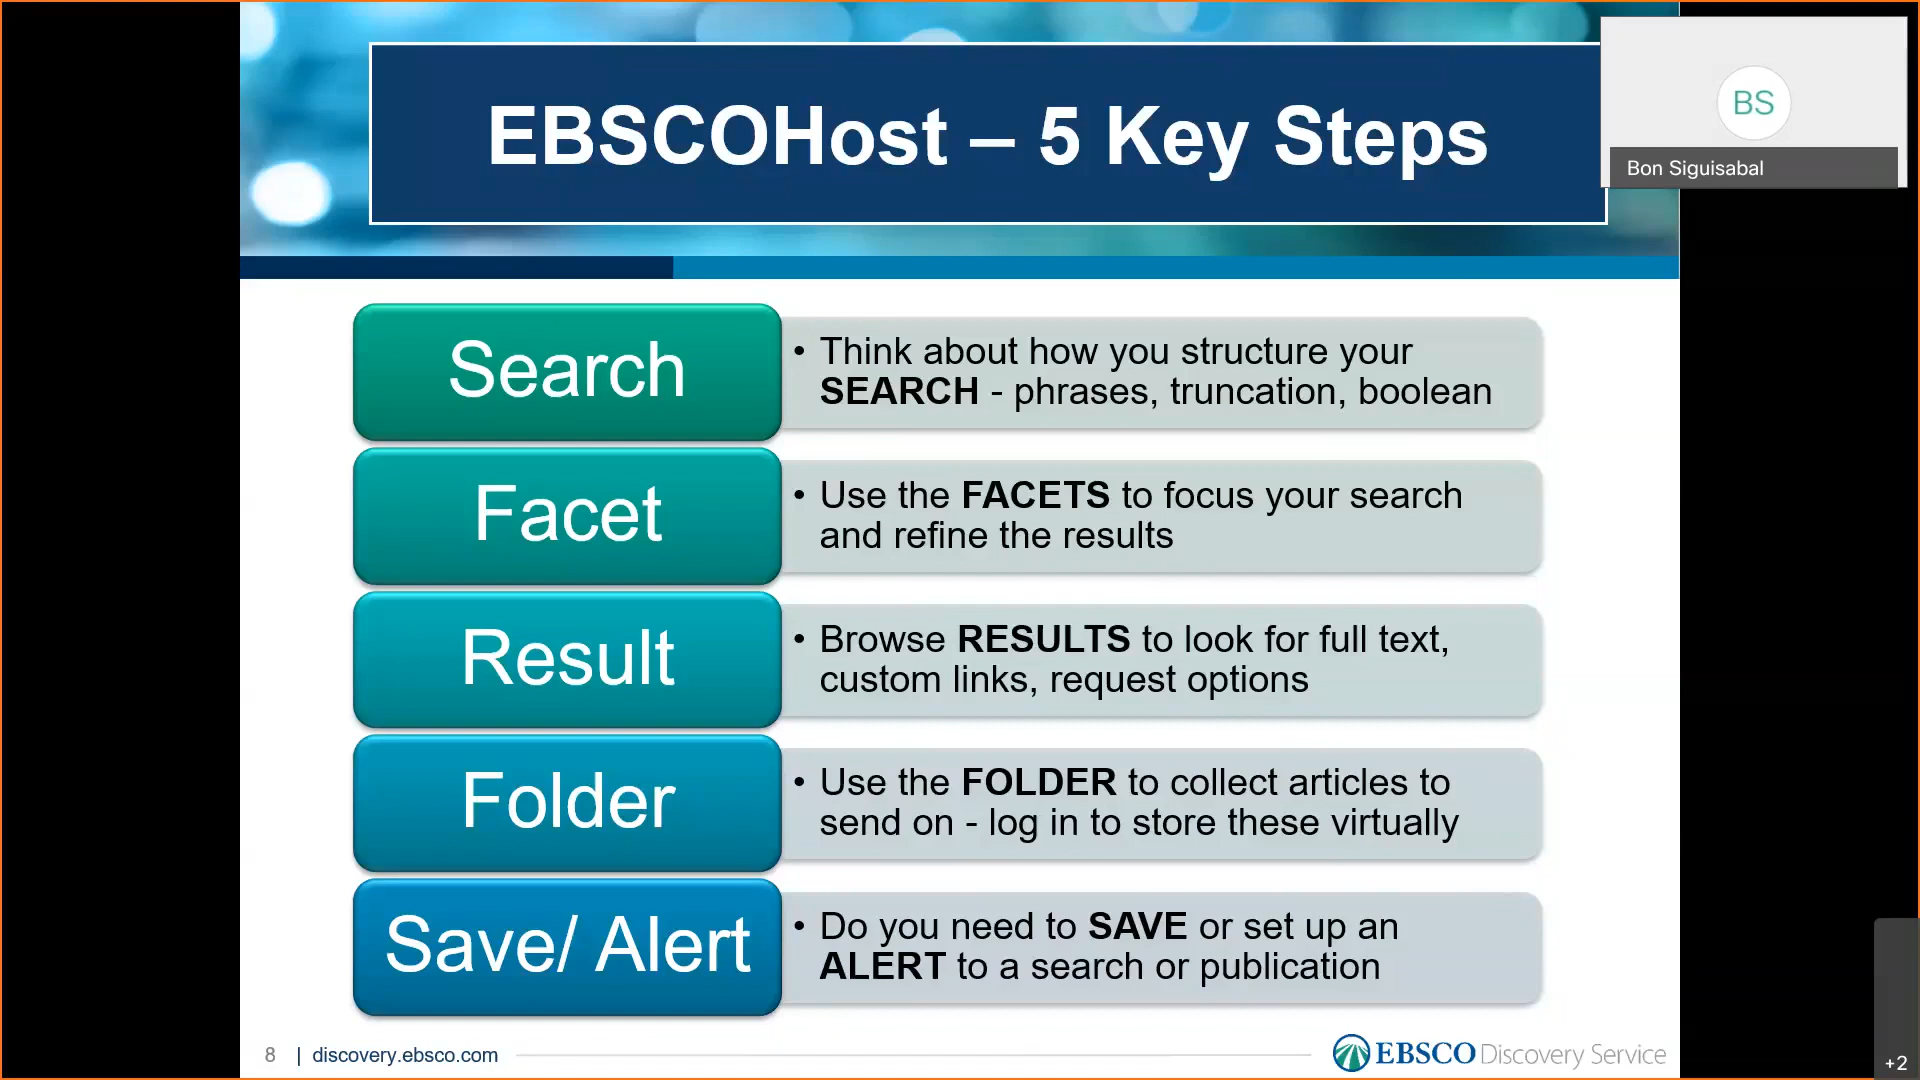 EBSCOHost – 5 Key Steps
BS
Bon Siguisabal
Search
• Think about how you structure your
SEARCH - phrases, truncation, boolean
Facet
• Use the FACETS to focus your search
and refine the results
Result
• Browse RESULTS to look for full text,
custom links, request options
Folder
• Use the FOLDER to collect articles to
send on - log in to store these virtually
Save/ Alert
• Do you need to SAVE or set up an
ALERT to a search or publication
8 | discovery.ebsco.com
EBSCO Discovery Service
+2